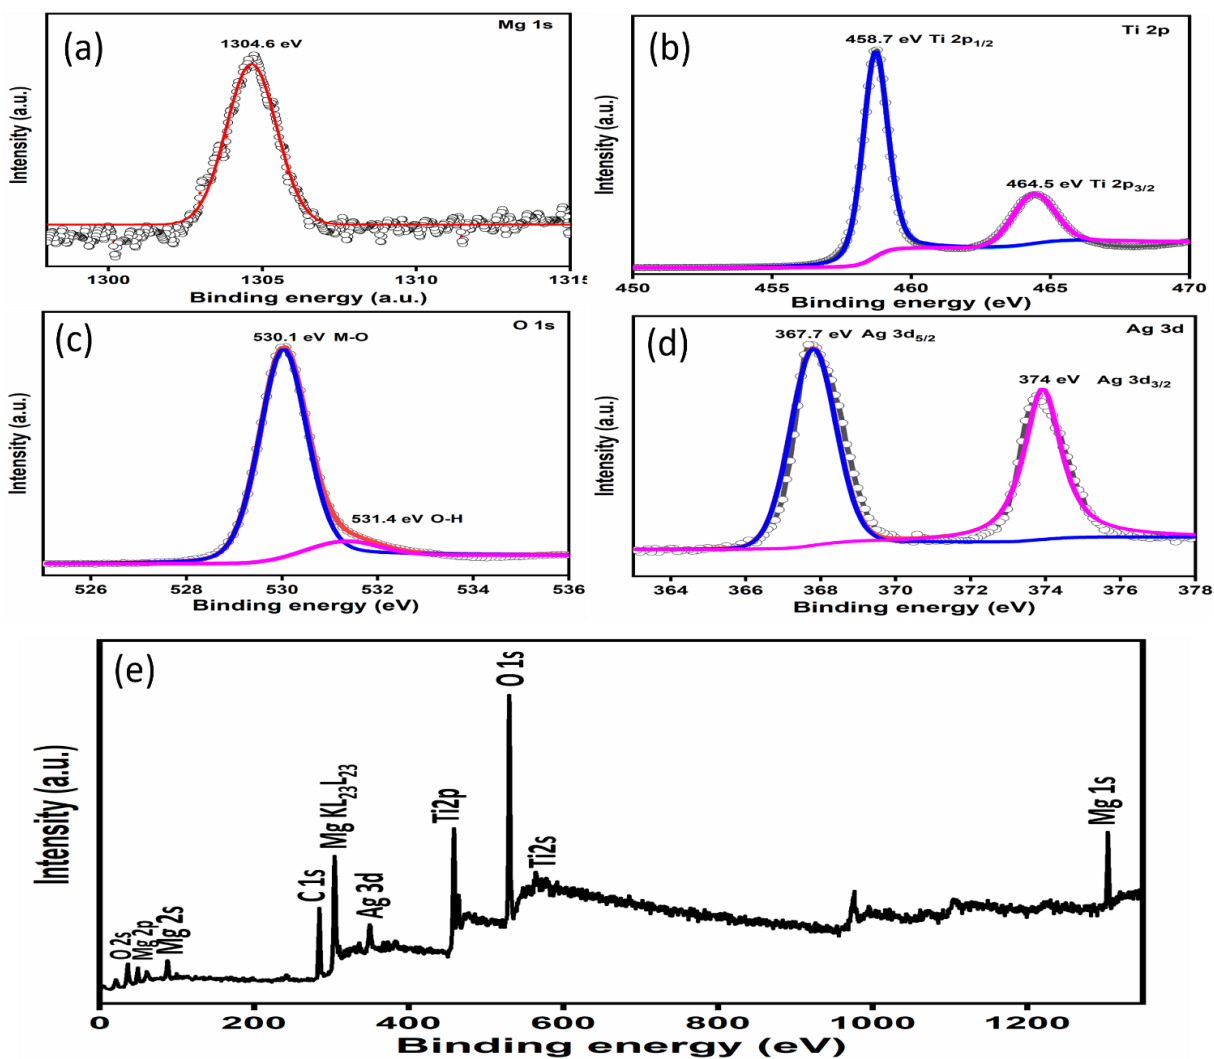 (a)
Mg 1s
1304.6 eV
Intensity (a.u.)
1300 1305 1310 1315
Binding energy (a.u.)
(b)
Ti 2p
458.7 eV Ti 2p1/2
464.5 eV Ti 2p3/2
Intensity (a.u.)
450 455 460 465 470
Binding energy (eV)
(c)
O 1s
530.1 eV M-O
531.4 eV O-H
Intensity (a.u.)
526 528 530 532 534 536
Binding energy (eV)
(d)
Ag 3d
367.7 eV Ag 3d5/2
374 eV Ag 3d3/2
Intensity (a.u.)
364 366 368 370 372 374 376 378
Binding energy (eV)
(e)
O 2s
Mg 2p
Mg 2s
C 1s
Mg KL23L23
Ag 3d
Ti2p
O 1s
Ti2s
Mg 1s
Intensity (a.u.)
0 200 400 600 800 1000 1200
Binding energy (eV)